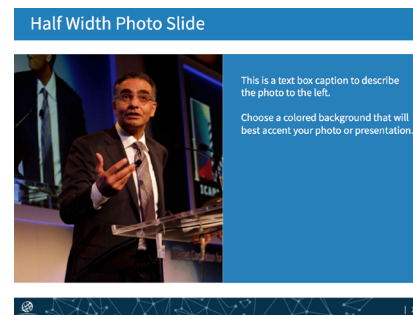 Half Width Photo Slide
This is a text box caption to describe
the photo to the left.
Choose a colored background that will
best accent your photo or presentation.
ICAN